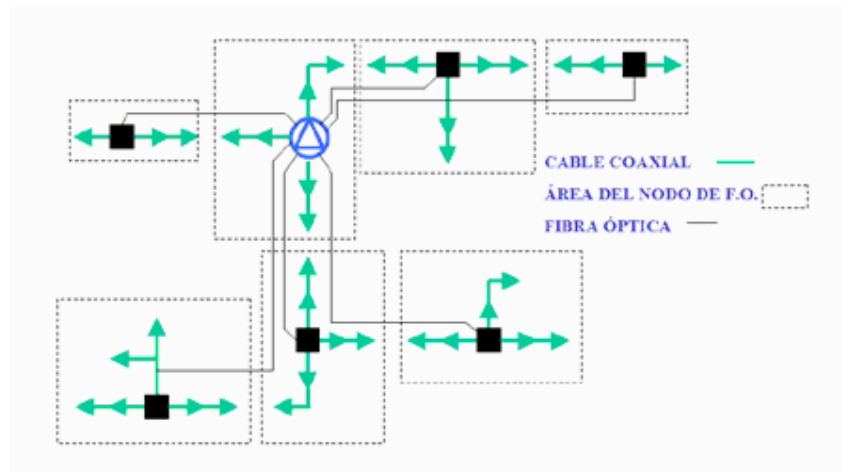 CABLE COAXIAL
ÁREA DEL NODO DE F.O.
FIBRA ÓPTICA